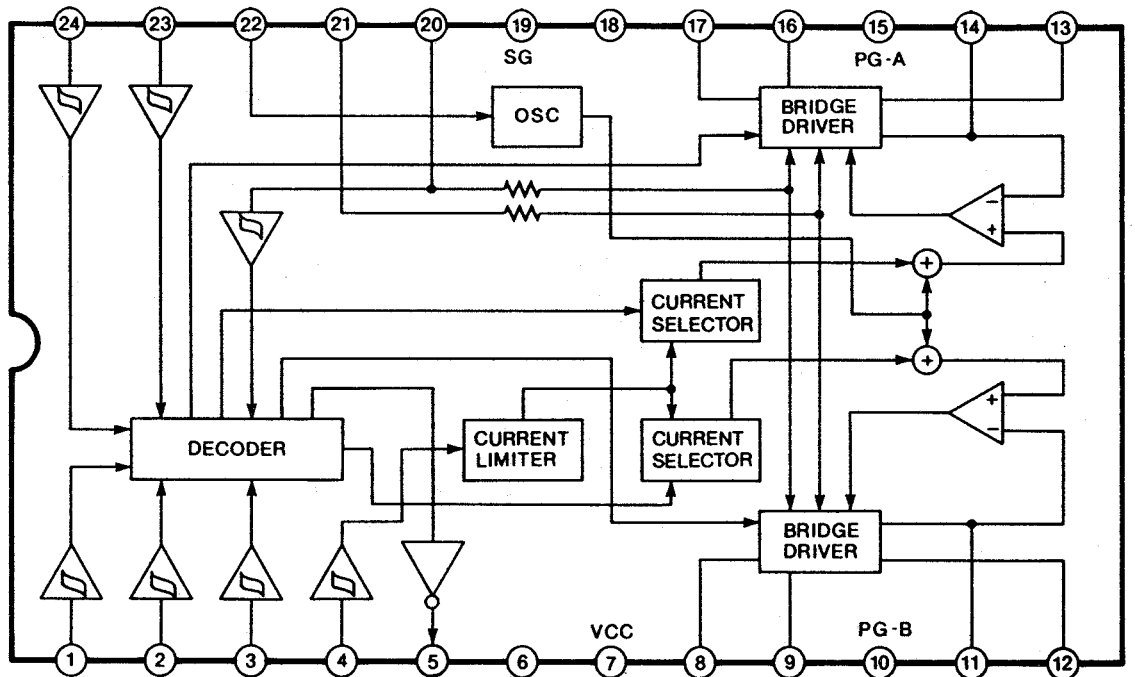 24 23 22 21 20 19 18 17 16 15 14 13
SG PG-A
OSC
BRIDGE
DRIVER
−
+
+
CURRENT
SELECTOR
+
+
−
DECODER
CURRENT
LIMITER
CURRENT
SELECTOR
BRIDGE
DRIVER
VCC PG-B
1 2 3 4 5 6 7 8 9 10 11 12